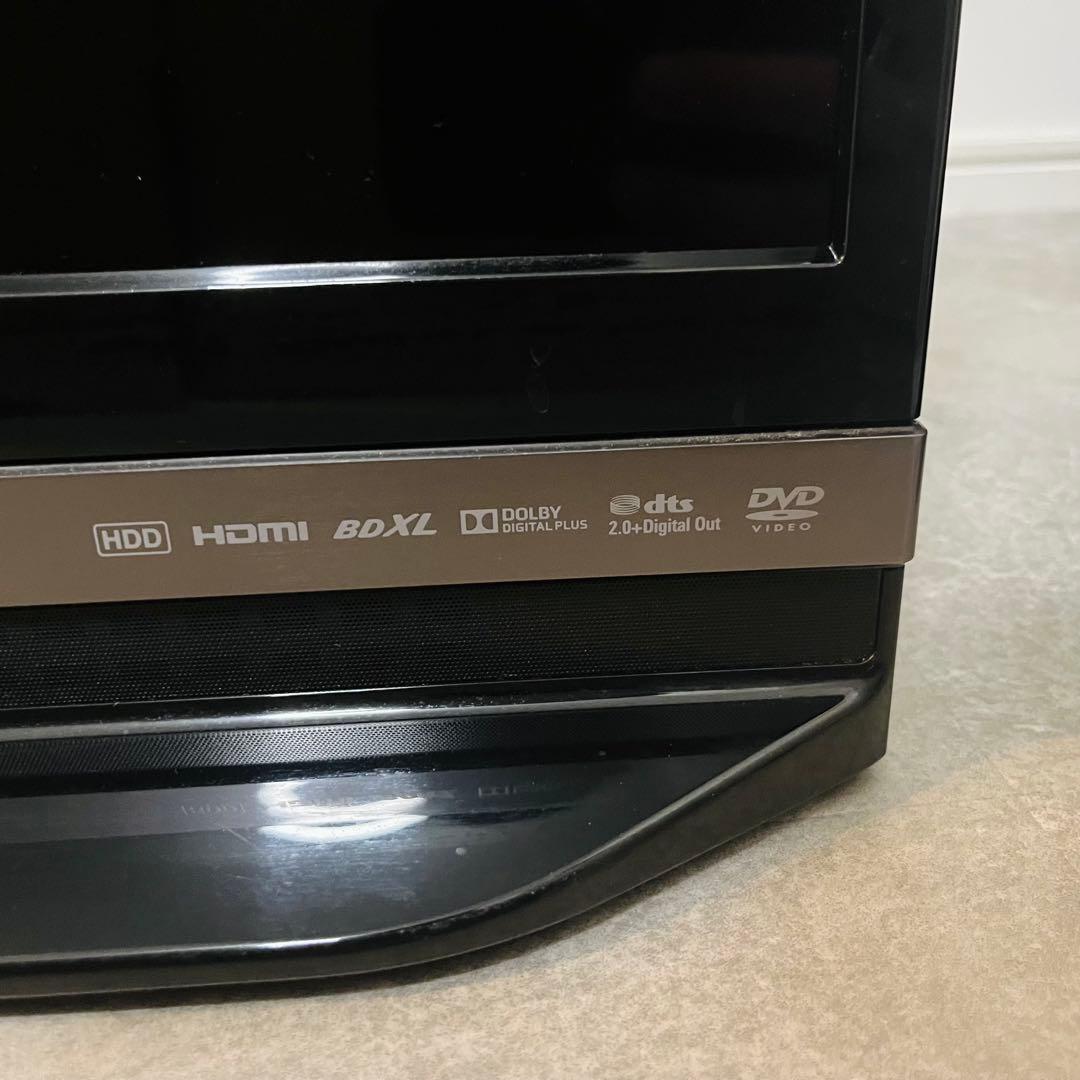 HDD HDMI BDXL DOLBY DIGITAL PLUS dts 2.0+Digital Out DVD VIDEO